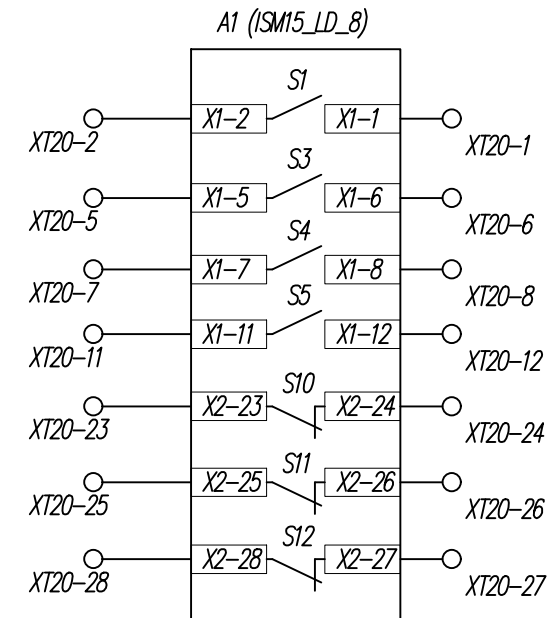 A1 (ISM15_LD_8)
S1
X1-2 X1-1
XT20-2 XT20-1
S3
X1-5 X1-6
XT20-5 XT20-6
S4
X1-7 X1-8
XT20-7 XT20-8
S5
X1-11 X1-12
XT20-11 XT20-12
S10
X2-23 X2-24
XT20-23 XT20-24
S11
X2-25 X2-26
XT20-25 XT20-26
S12
X2-28 X2-27
XT20-28 XT20-27